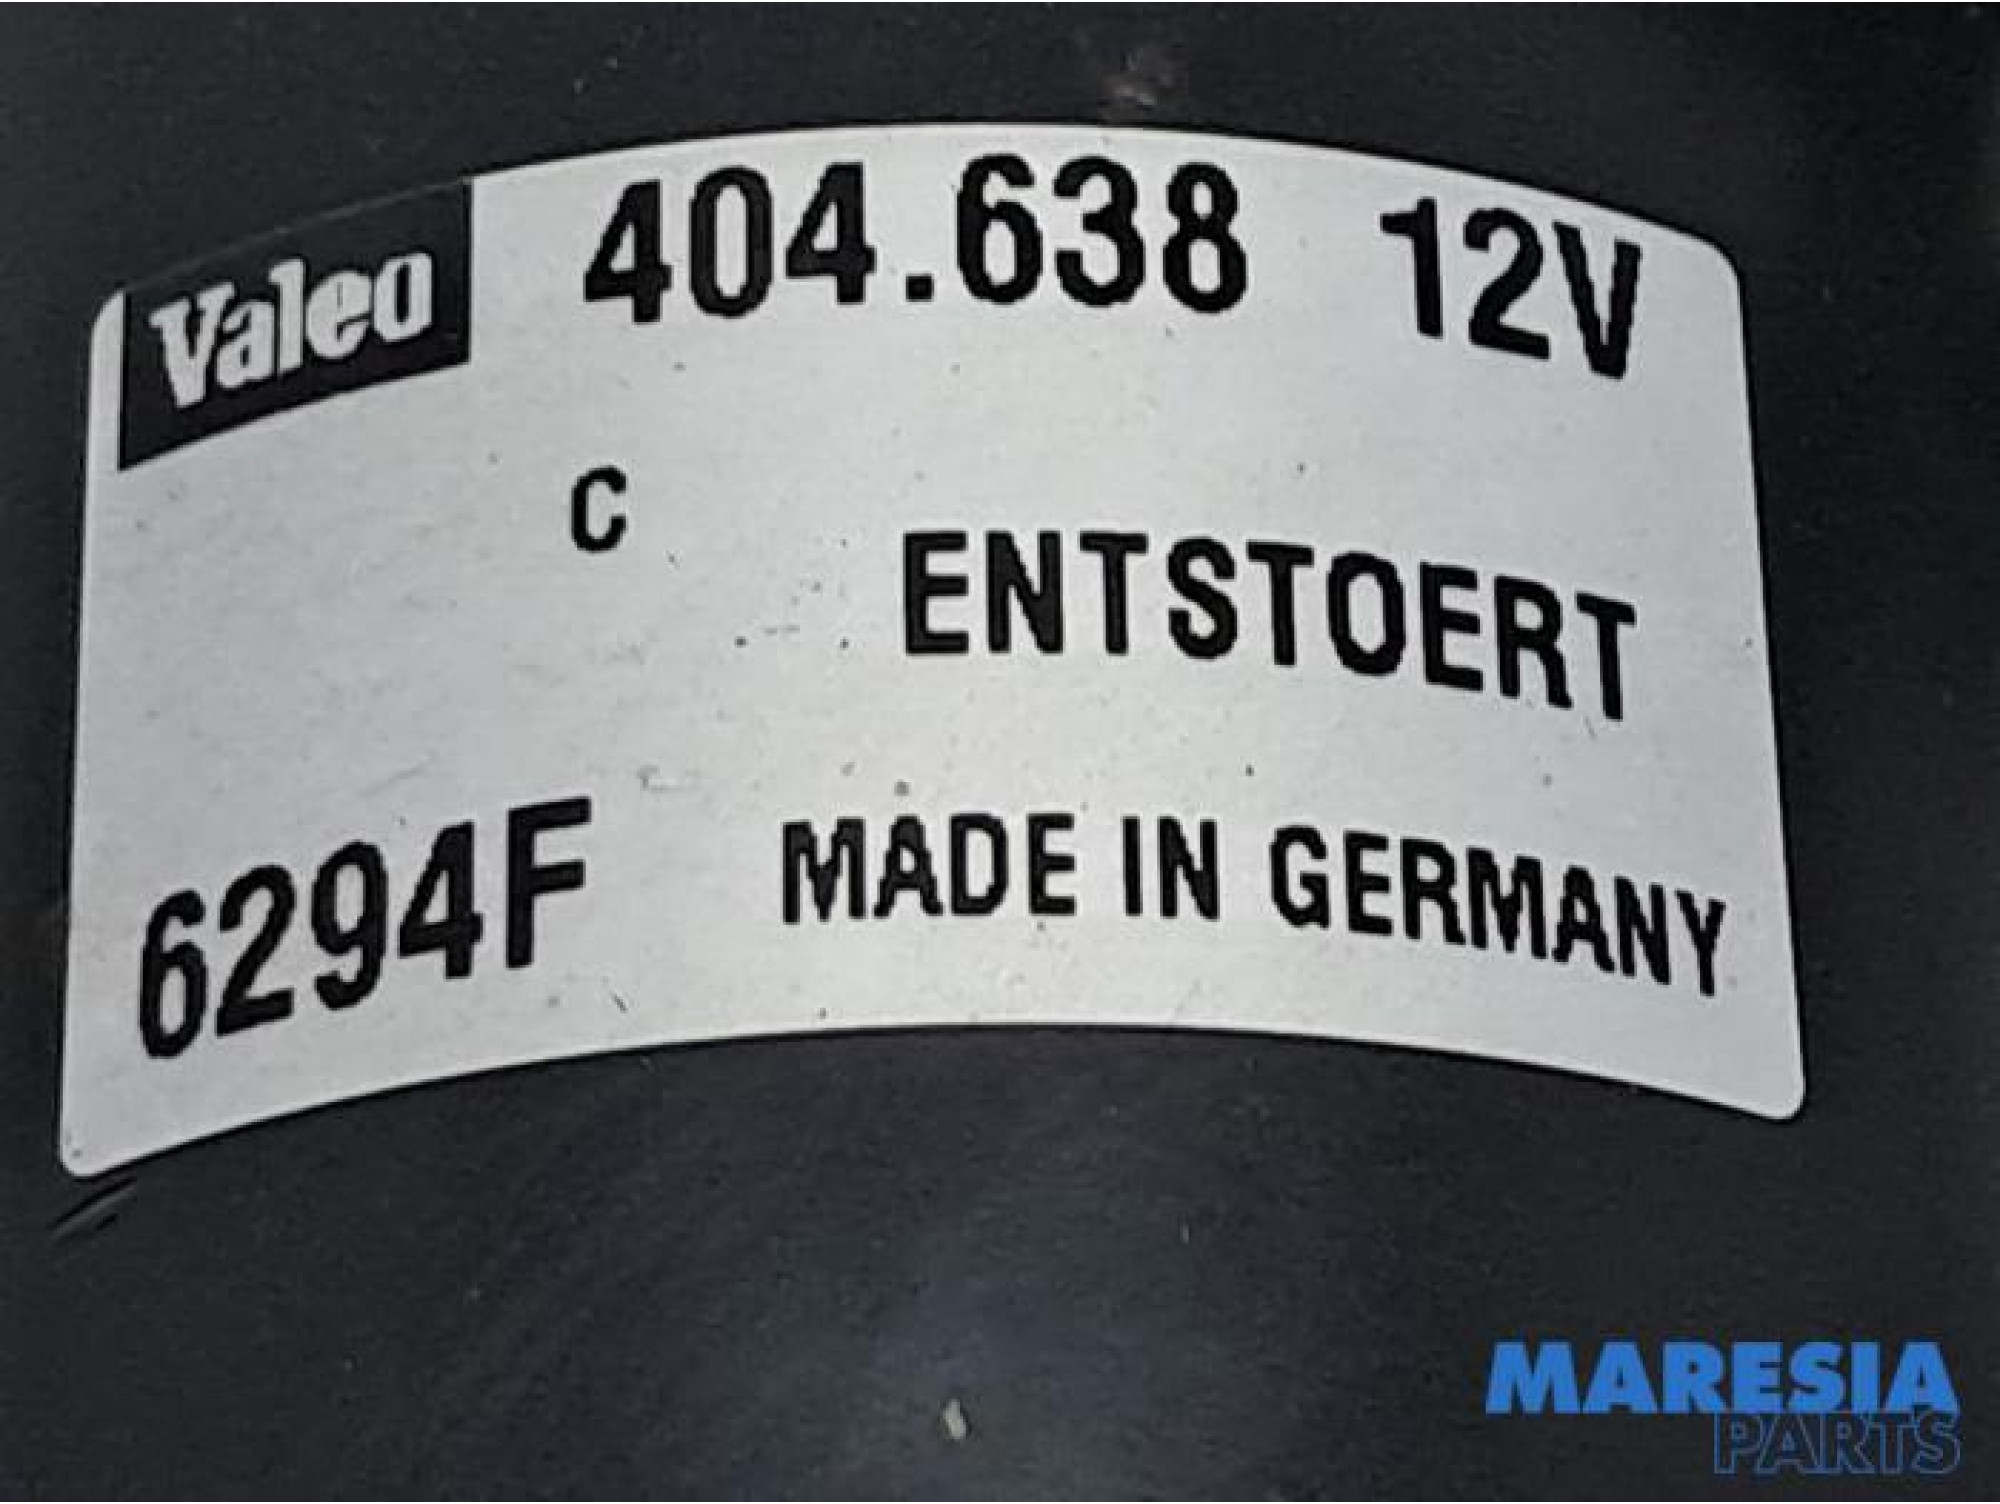 Valeo 404.638 12V
C
ENTSTOERT
6294F MADE IN GERMANY
MARESIA
PARTS